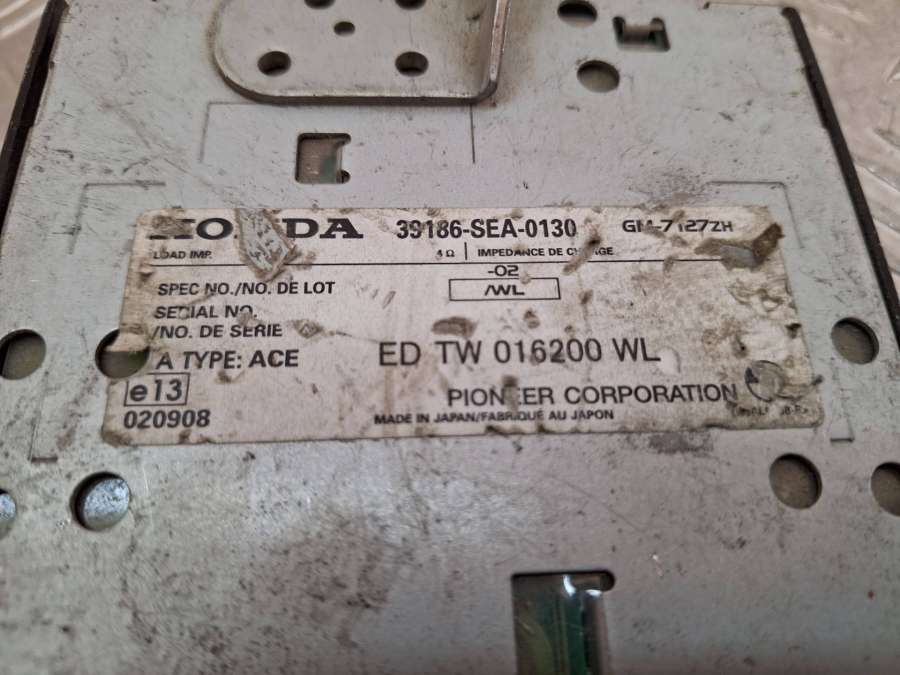 HONDA 39186-SEA-0130 GM-7127ZH
LOAD IMP. 4Ω IMPEDANCE DE CHARGE
-02
SPEC NO./NO. DE LOT /WL
SERIAL NO.
/NO. DE SERIE
A TYPE: ACE ED TW 016200 WL
e13 PIONEER CORPORATION
020908 MADE IN JAPAN/FABRIQUÉ AU JAPON